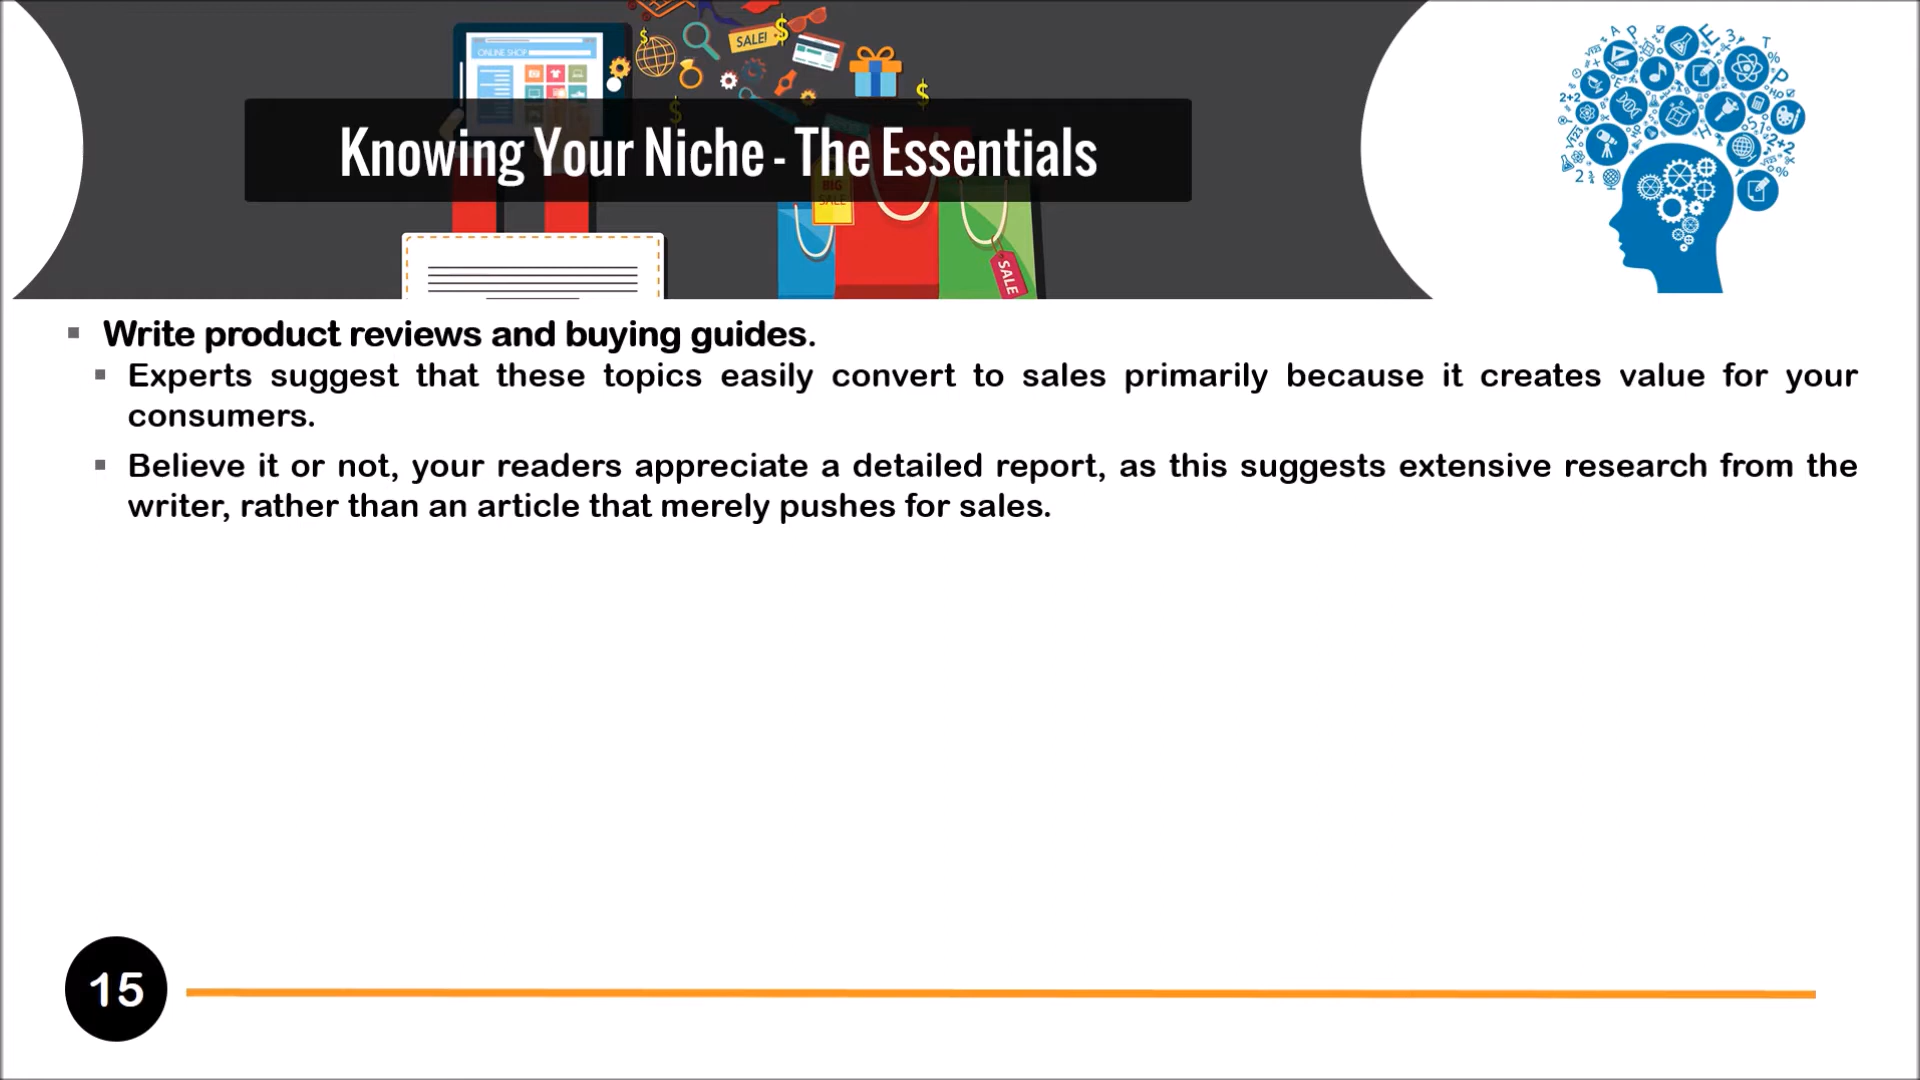 ONLINE SHOP
SALE!
Knowing Your Niche - The Essentials
BIG
SALE
SALE
Write product reviews and buying guides.
Experts suggest that these topics easily convert to sales primarily because it creates value for your
consumers.
Believe it or not, your readers appreciate a detailed report, as this suggests extensive research from the
writer, rather than an article that merely pushes for sales.
15